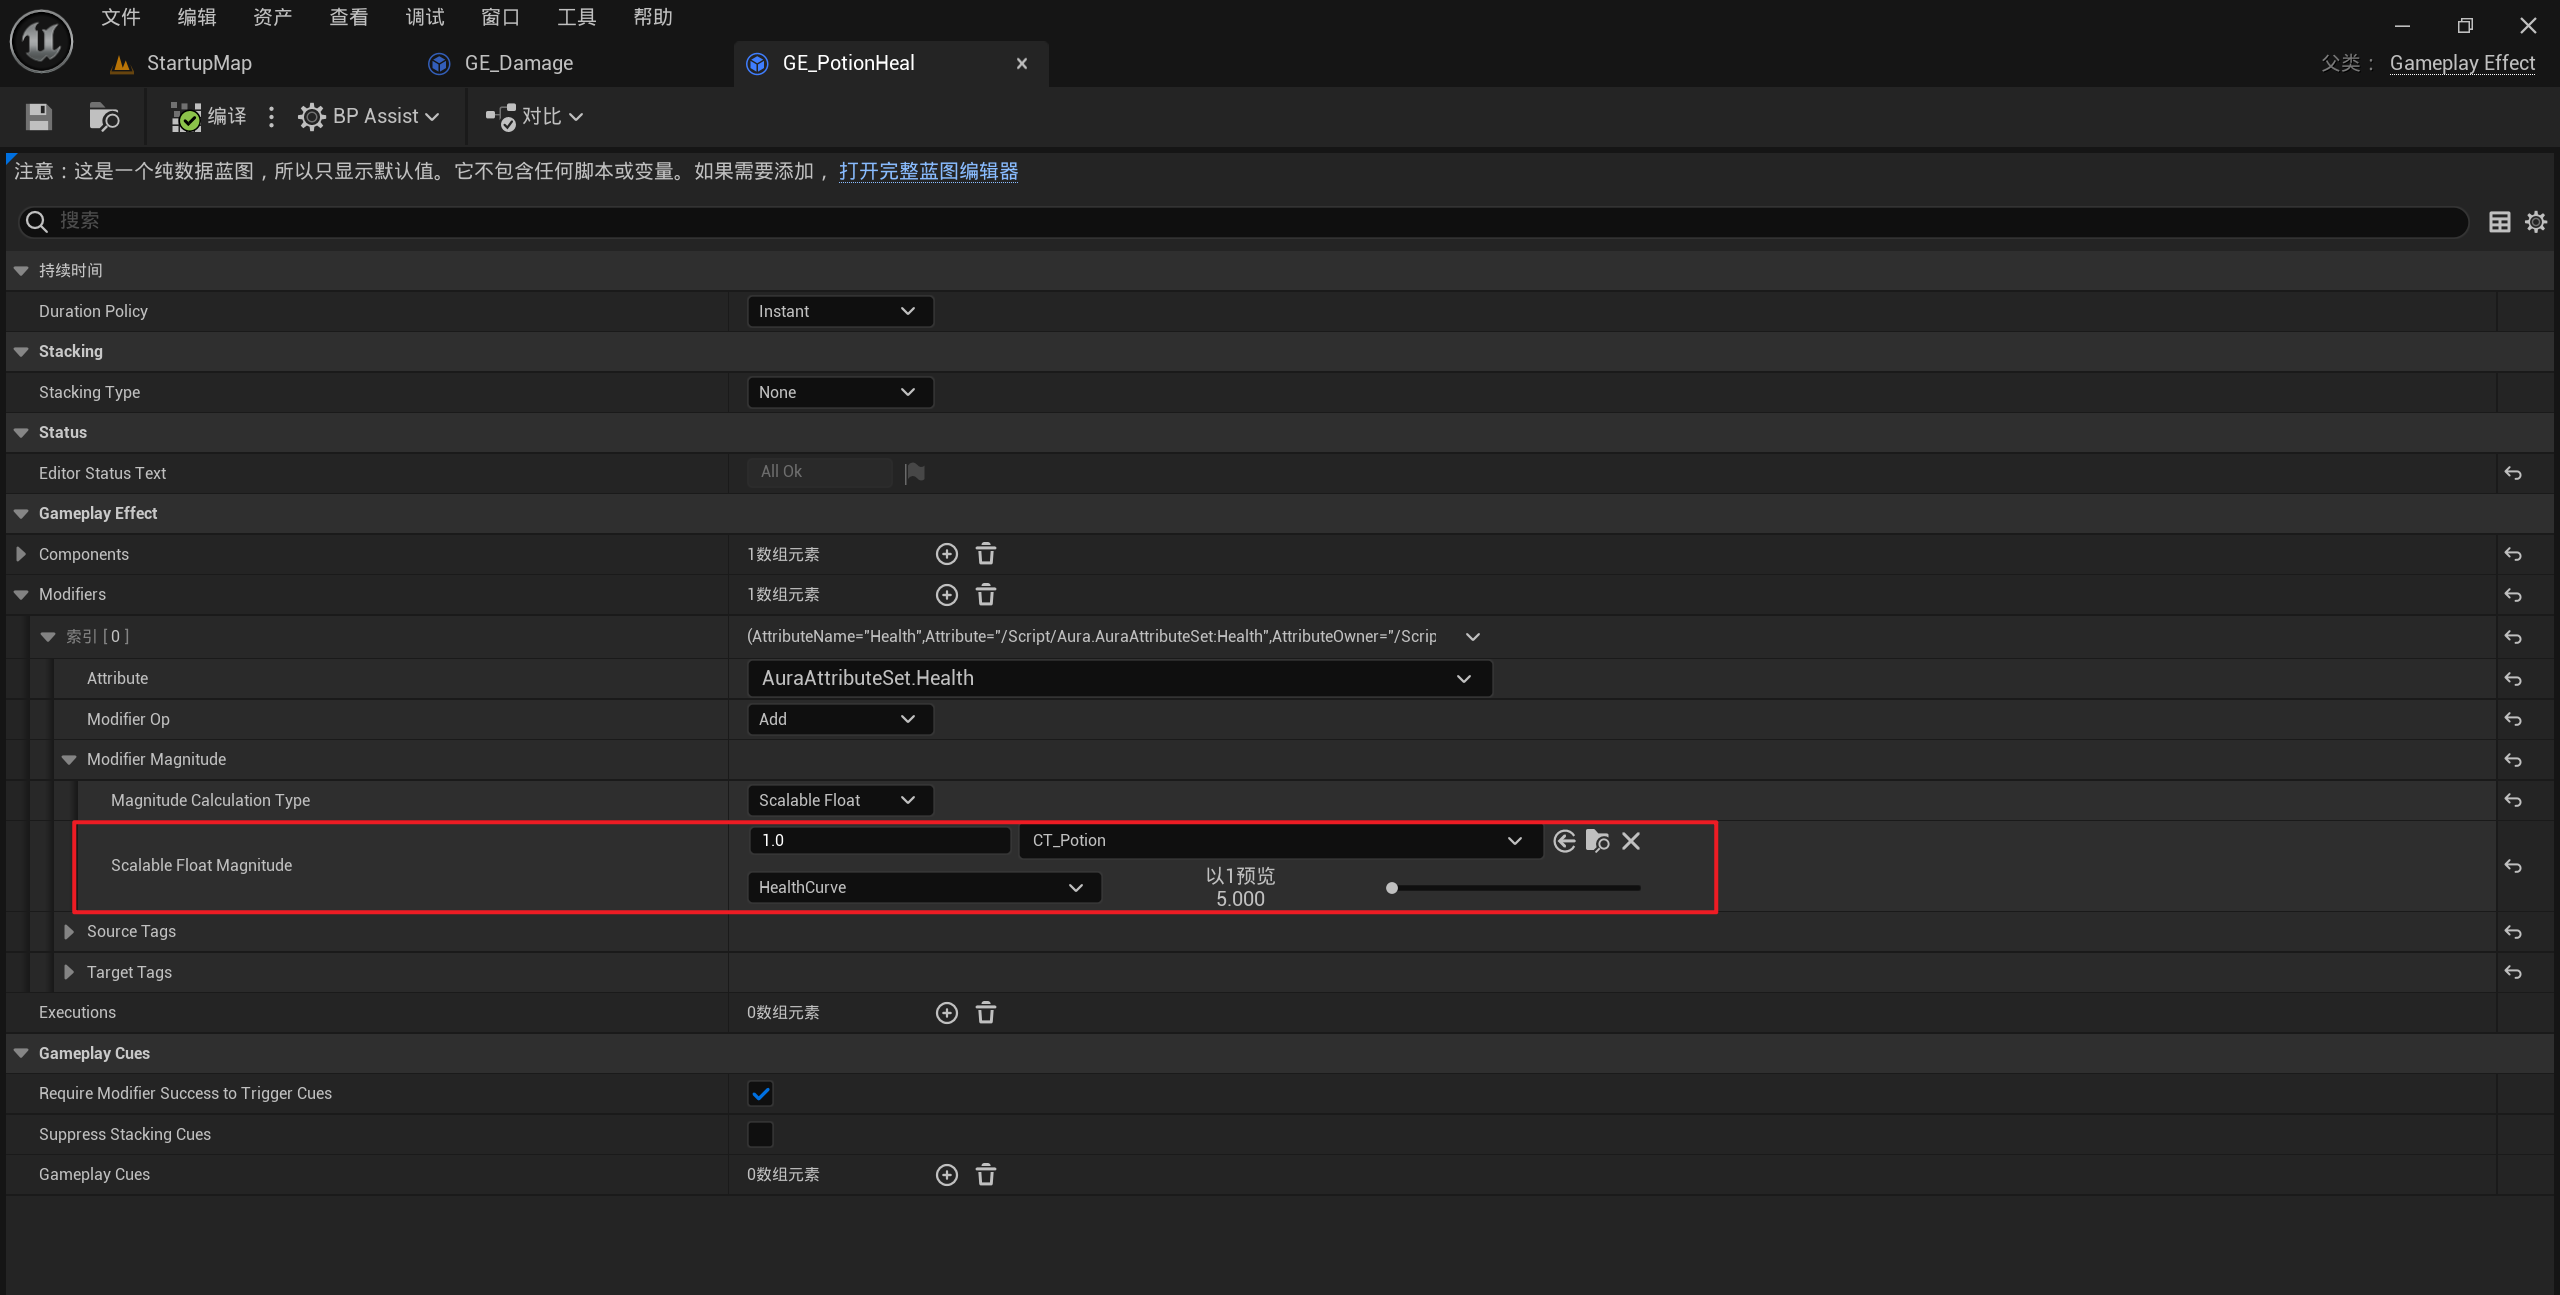 文件 编辑 资产 查看 调试 窗口 工具 帮助
StartupMap GE_Damage GE_PotionHeal 父类： Gameplay Effect
编译 BP Assist 对比
注意：这是一个纯数据蓝图，所以只显示默认值。它不包含任何脚本或变量。如果需要添加， 打开完整蓝图编辑器
搜索
持续时间
Duration Policy Instant
Stacking
Stacking Type None
Status
Editor Status Text All Ok
Gameplay Effect
Components 1数组元素
Modifiers 1数组元素
索引 [ 0 ] (AttributeName="Health",Attribute="/Script/Aura.AuraAttributeSet:Health",AttributeOwner="/Scrip
Attribute AuraAttributeSet.Health
Modifier Op Add
Modifier Magnitude
Magnitude Calculation Type Scalable Float
1.0 CT_Potion
Scalable Float Magnitude
HealthCurve 以1预览
5.000
Source Tags
Target Tags
Executions 0数组元素
Gameplay Cues
Require Modifier Success to Trigger Cues
Suppress Stacking Cues
Gameplay Cues 0数组元素